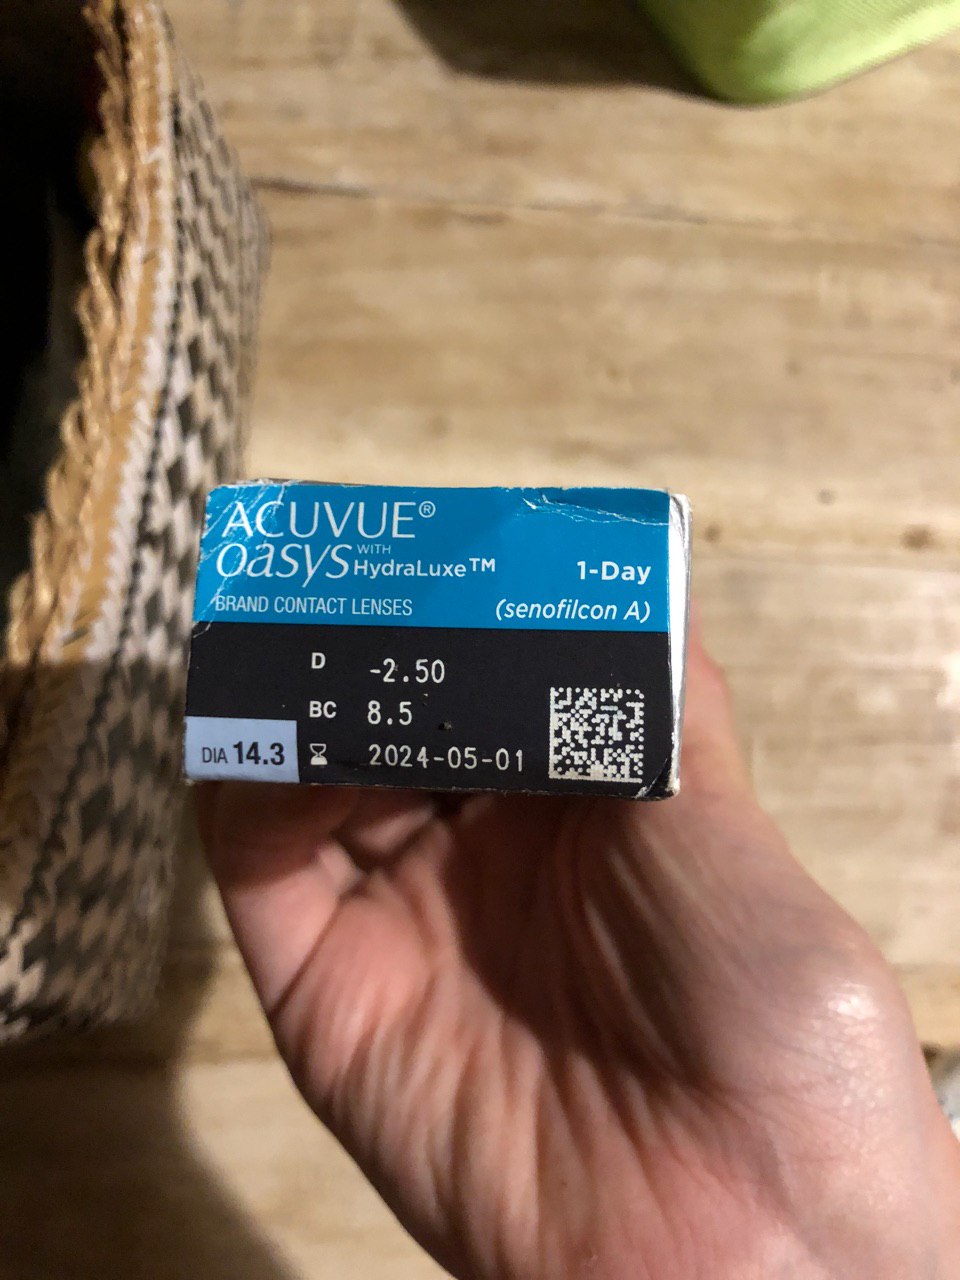 ACUVUE®
OASYS WITH HydraLuxe™ 1-Day
BRAND CONTACT LENSES (senofilcon A)
D -2.50
BC 8.5
DIA 14.3 2024-05-01